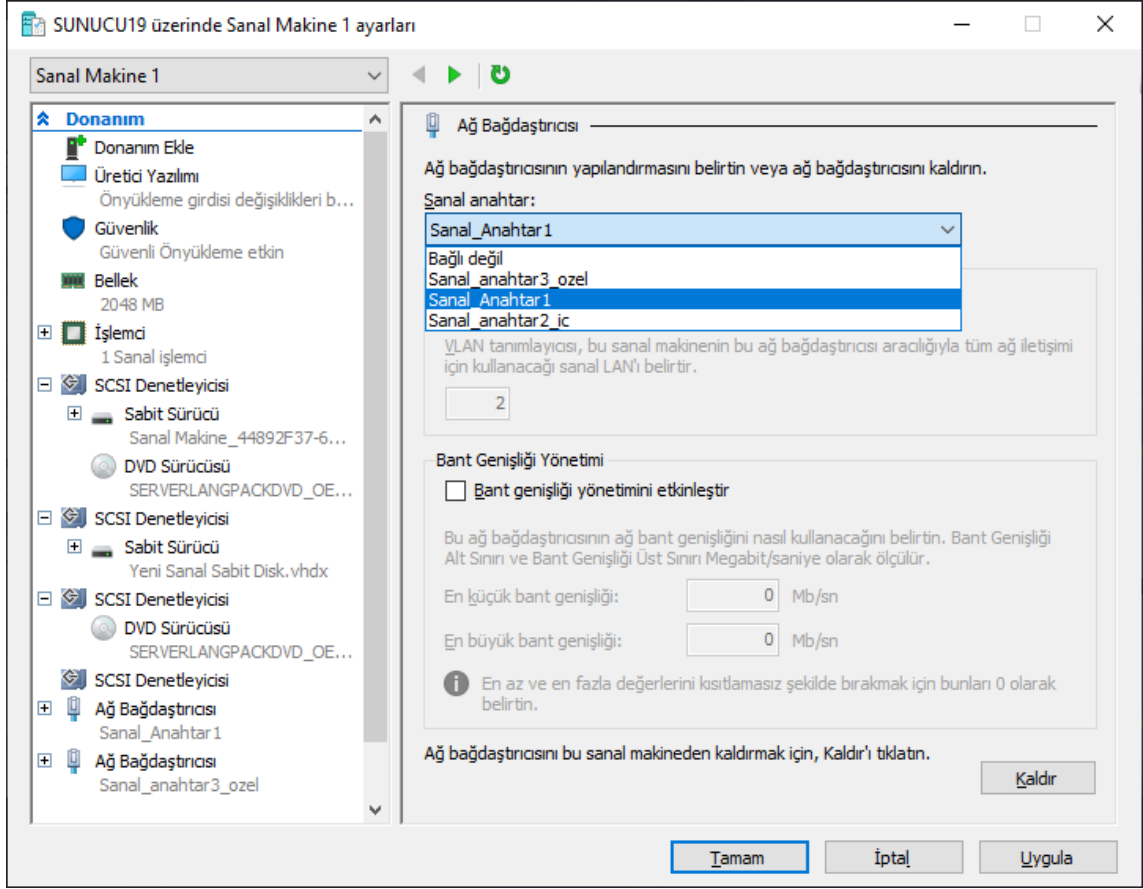 SUNUCU19 üzerinde Sanal Makine 1 ayarları
Sanal Makine 1
Donanım
Donanım Ekle
Üretici Yazılımı
Önyükleme girdisi değişiklikleri b...
Güvenlik
Güvenli Önyükleme etkin
Bellek
2048 MB
İşlemci
1 Sanal işlemci
SCSI Denetleyicisi
Sabit Sürücü
Sanal Makine_44892F37-6...
DVD Sürücüsü
SERVERLANGPACKDVD_OE...
SCSI Denetleyicisi
Sabit Sürücü
Yeni Sanal Sabit Disk.vhdx
SCSI Denetleyicisi
DVD Sürücüsü
SERVERLANGPACKDVD_OE...
SCSI Denetleyicisi
Ağ Bağdaştırıcısı
Sanal_Anahtar1
Ağ Bağdaştırıcısı
Sanal_anahtar3_ozel
Ağ Bağdaştırıcısı
Ağ bağdaştırıcısının yapılandırmasını belirtin veya ağ bağdaştırıcısını kaldırın.
Sanal anahtar:
Sanal_Anahtar1
Bağlı değil
Sanal_anahtar3_ozel
Sanal_Anahtar1
Sanal_anahtar2_ic
VLAN tanımlayıcısı, bu sanal makinenin bu ağ bağdaştırıcısı aracılığıyla tüm ağ iletişimi
için kullanacağı sanal LAN'ı belirtir.
2
Bant Genişliği Yönetimi
Bant genişliği yönetimini etkinleştir
Bu ağ bağdaştırıcısının ağ bant genişliğini nasıl kullanacağını belirtin. Bant Genişliği
Alt Sınırı ve Bant Genişliği Üst Sınırı Megabit/saniye olarak ölçülür.
En küçük bant genişliği: 0 Mb/sn
En büyük bant genişliği: 0 Mb/sn
En az ve en fazla değerlerini kısıtlamasız şekilde bırakmak için bunları 0 olarak
belirtin.
Ağ bağdaştırıcısını bu sanal makineden kaldırmak için, Kaldır'ı tıklatın.
Kaldır
Tamam
İptal
Uygula